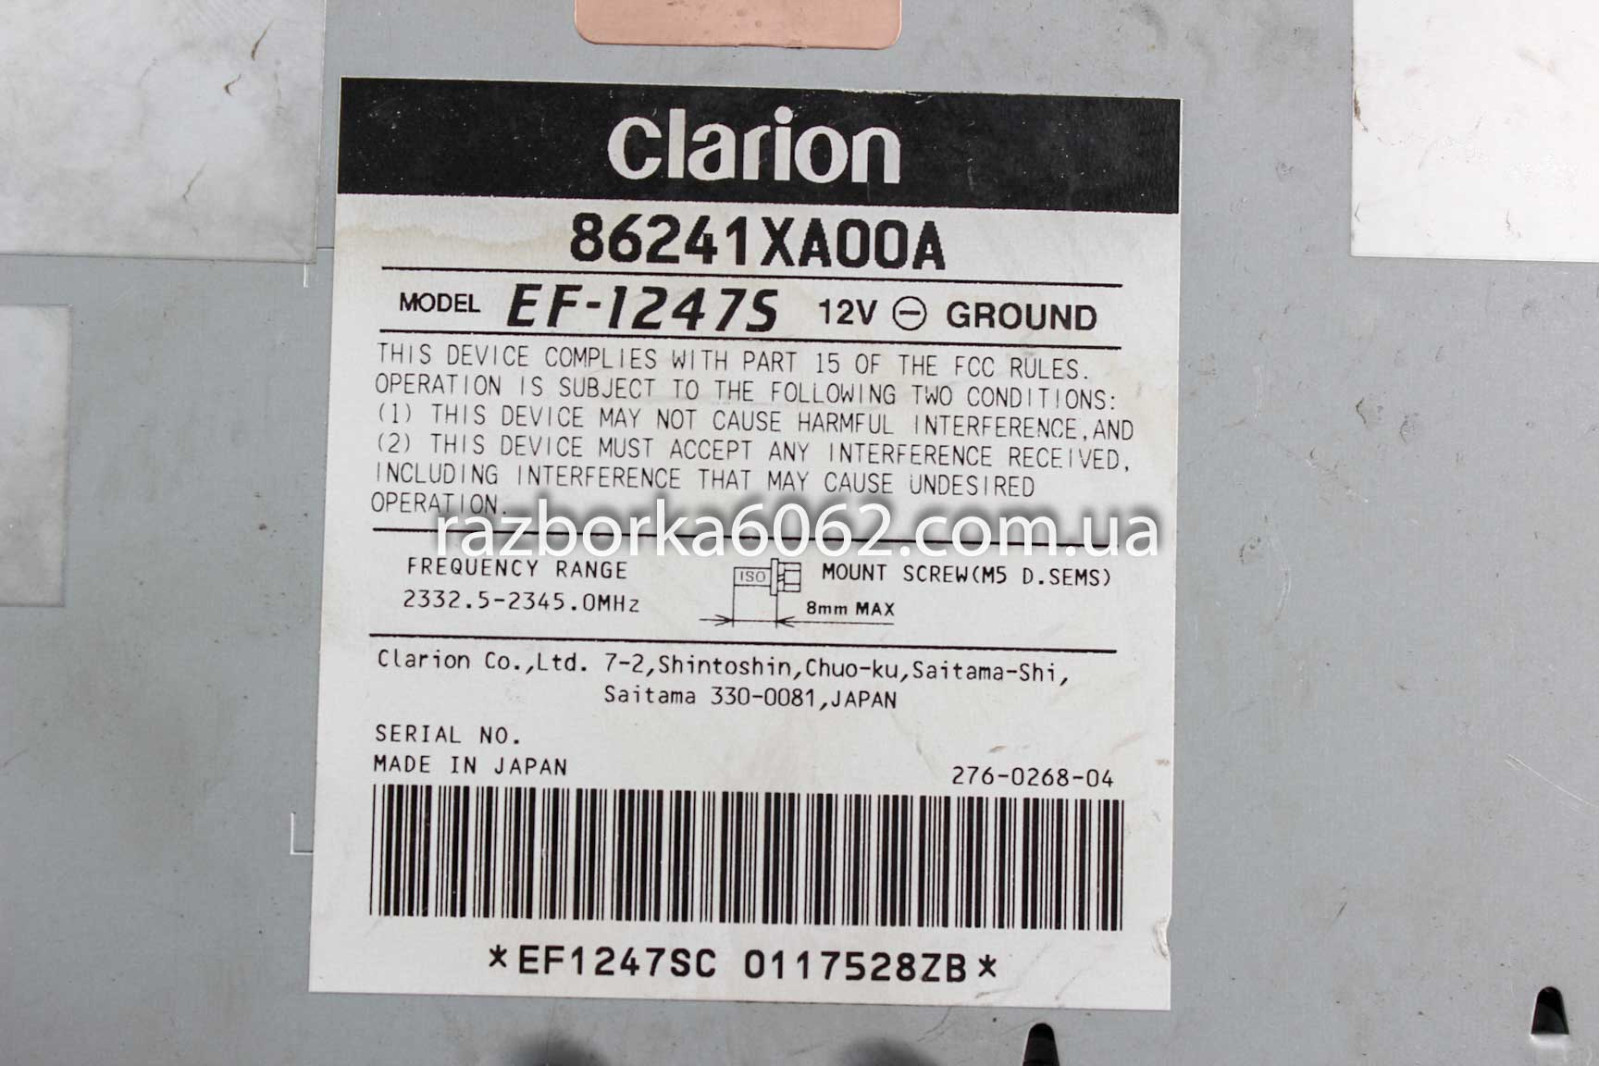 clarion
86241XA00A
MODEL EF-1247S 12V ⊖ GROUND
THIS DEVICE COMPLIES WITH PART 15 OF THE FCC RULES.
OPERATION IS SUBJECT TO THE FOLLOWING TWO CONDITIONS:
(1) THIS DEVICE MAY NOT CAUSE HARMFUL INTERFERENCE,AND
(2) THIS DEVICE MUST ACCEPT ANY INTERFERENCE RECEIVED,
INCLUDING INTERFERENCE THAT MAY CAUSE UNDESIRED
OPERATION.
razborka6062.com.ua
FREQUENCY RANGE
2332.5-2345.0MHz
ISO MOUNT SCREW(M5 D.SEMS)
8mm MAX
Clarion Co.,Ltd. 7-2,Shintoshin,Chuo-ku,Saitama-Shi,
Saitama 330-0081,JAPAN
SERIAL NO.
MADE IN JAPAN 276-0268-04
*EF1247SC 0117528ZB*